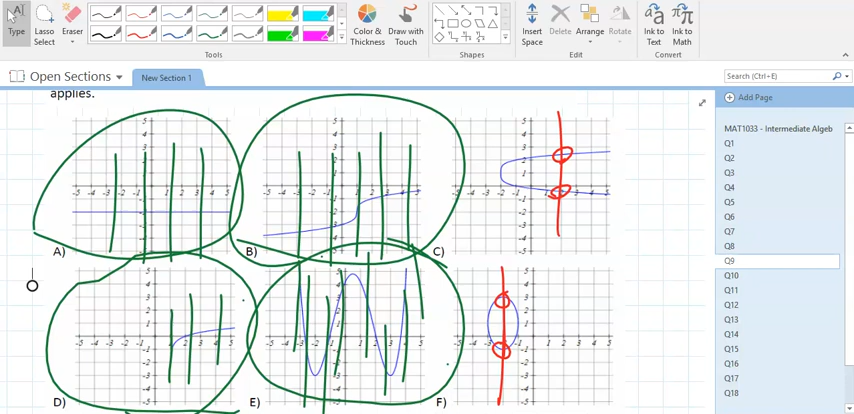 Type
Lasso Select
Eraser
Color & Thickness
Draw with Touch
Insert Space
Delete
Arrange
Rotate
Ink to Text
Ink to Math
Tools
Shapes
Edit
Convert
Open Sections
New Section 1
Search (Ctrl+E)
Add Page
applies.
MAT1033 - Intermediate Algeb
Q1
Q2
Q3
Q4
Q5
Q6
Q7
Q8
Q9
Q10
Q11
Q12
Q13
Q14
Q15
Q16
Q17
Q18
A)
B)
C)
D)
E)
F)